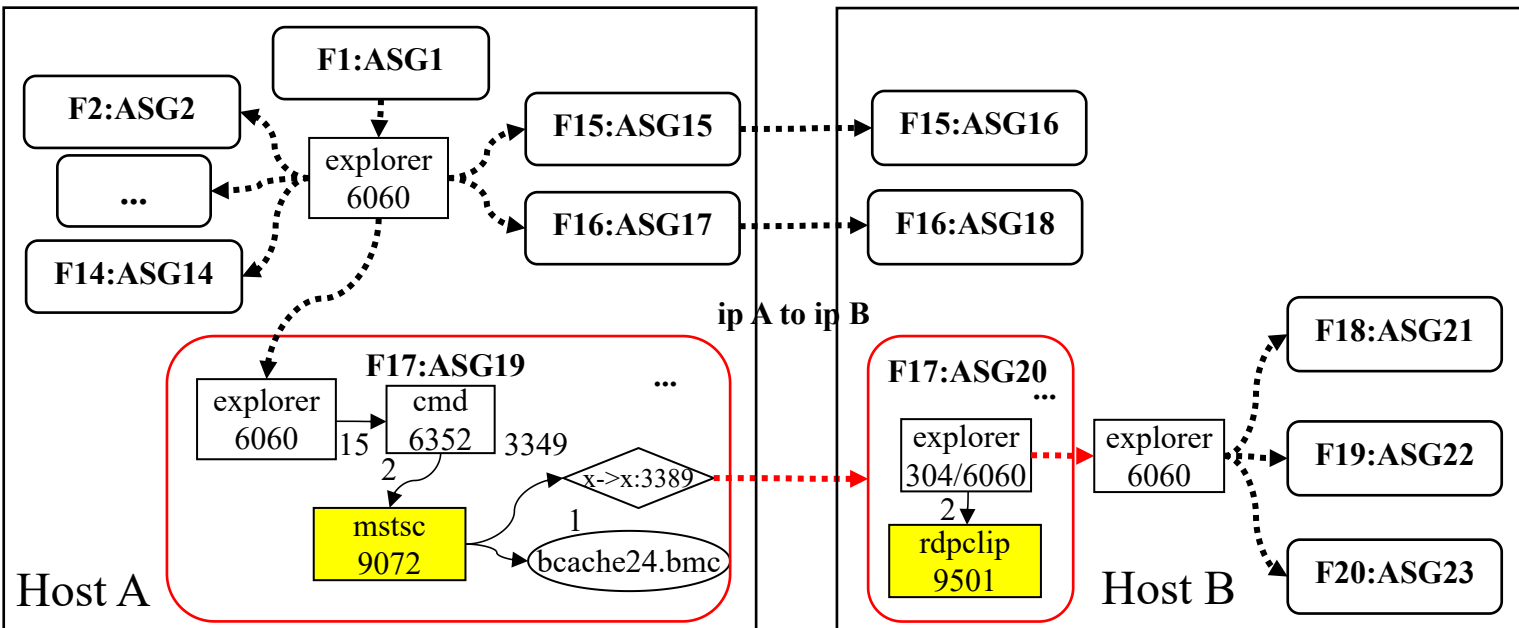 F1:ASG1
F2:ASG2
...
F14:ASG14
explorer
6060
F15:ASG15
F16:ASG17
F15:ASG16
F16:ASG18
ip A to ip B
F17:ASG19
...
explorer
6060
15
cmd
6352
3349
2
x->x:3389
mstsc
9072
1
bcache24.bmc
Host A
F17:ASG20
...
explorer
304/6060
2
rdpclip
9501
explorer
6060
F18:ASG21
F19:ASG22
F20:ASG23
Host B